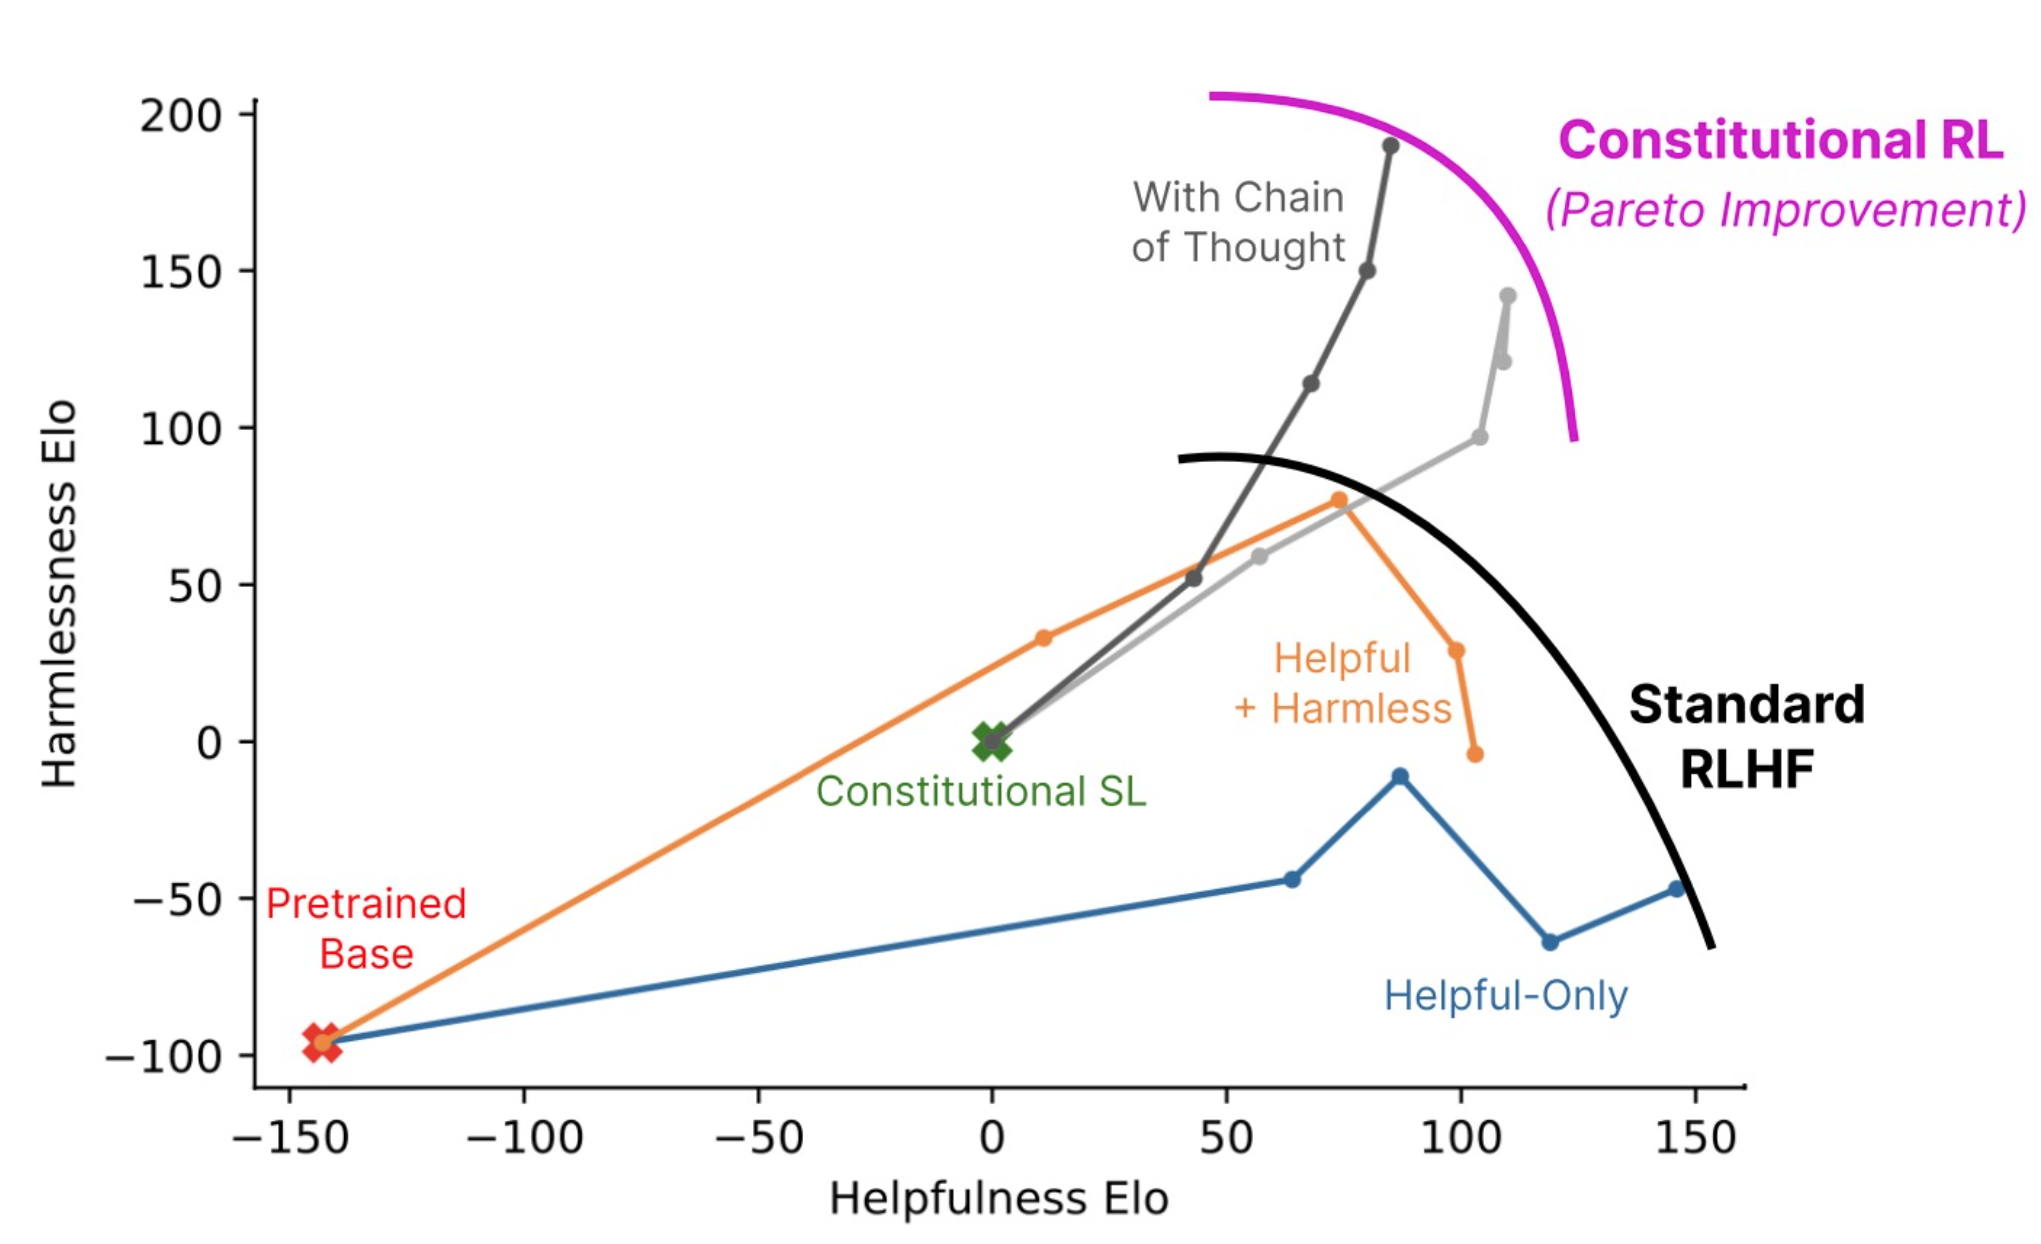 200
150
100
50
0
−50
−100
Harmlessness Elo
With Chain
of Thought
Constitutional RL
(Pareto Improvement)
Helpful
+ Harmless
Standard
RLHF
Constitutional SL
Pretrained
Base
Helpful-Only
−150
−100
−50
0
50
100
150
Helpfulness Elo